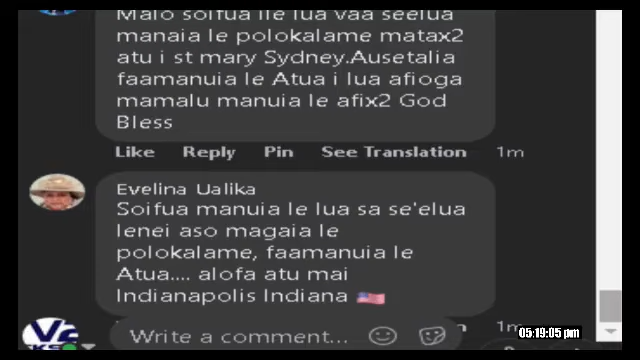 Malo soifua lle lua vaa seelua
manaia le polokalame matax2
atu i st mary Sydney.Ausetalia
faamanuia le Atua i lua afioga
mamalu manuia le afix2 God
Bless
Like Reply Pin See Translation 1m
Evelina Ualika
Soifua manuia le lua sa se'elua
lenei aso magaia le
polokalame, faamanuia le
Atua.... alofa atu mai
Indianapolis Indiana 🇺🇸
1m
Write a comment...
05:19:05 pm